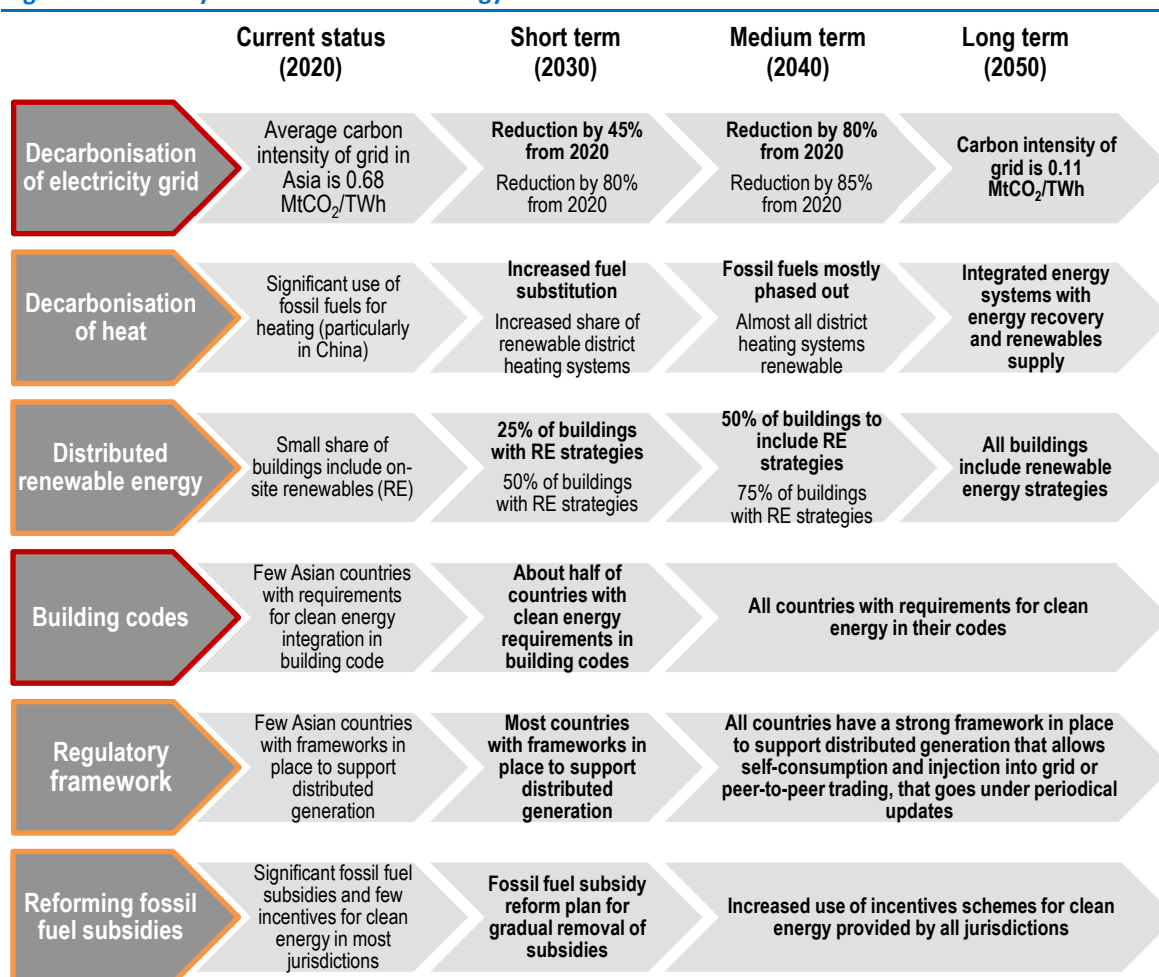 Current status
(2020)
Short term
(2030)
Medium term
(2040)
Long term
(2050)
Decarbonisation
of electricity grid
Average carbon
intensity of grid in
Asia is 0.68
MtCO2/TWh
Reduction by 45%
from 2020
Reduction by 80%
from 2020
Reduction by 80%
from 2020
Reduction by 85%
from 2020
Carbon intensity of
grid is 0.11
MtCO2/TWh
Decarbonisation
of heat
Significant use of
fossil fuels for
heating (particularly
in China)
Increased fuel
substitution
Increased share of
renewable district
heating systems
Fossil fuels mostly
phased out
Almost all district
heating systems
renewable
Integrated energy
systems with
energy recovery
and renewables
supply
Distributed
renewable energy
Small share of
buildings include on-
site renewables (RE)
25% of buildings
with RE strategies
50% of buildings
with RE strategies
50% of buildings to
include RE
strategies
75% of buildings
with RE strategies
All buildings
include renewable
energy strategies
Building codes
Few Asian countries
with requirements
for clean energy
integration in
building code
About half of
countries with
clean energy
requirements in
building codes
All countries with requirements for clean
energy in their codes
Regulatory
framework
Few Asian countries
with frameworks in
place to support
distributed
generation
Most countries
with frameworks in
place to support
distributed
generation
All countries have a strong framework in place
to support distributed generation that allows
self-consumption and injection into grid or
peer-to-peer trading, that goes under periodical
updates
Reforming fossil
fuel subsidies
Significant fossil fuel
subsidies and few
incentives for clean
energy in most
jurisdictions
Fossil fuel subsidy
reform plan for
gradual removal of
subsidies
Increased use of incentives schemes for clean
energy provided by all jurisdictions